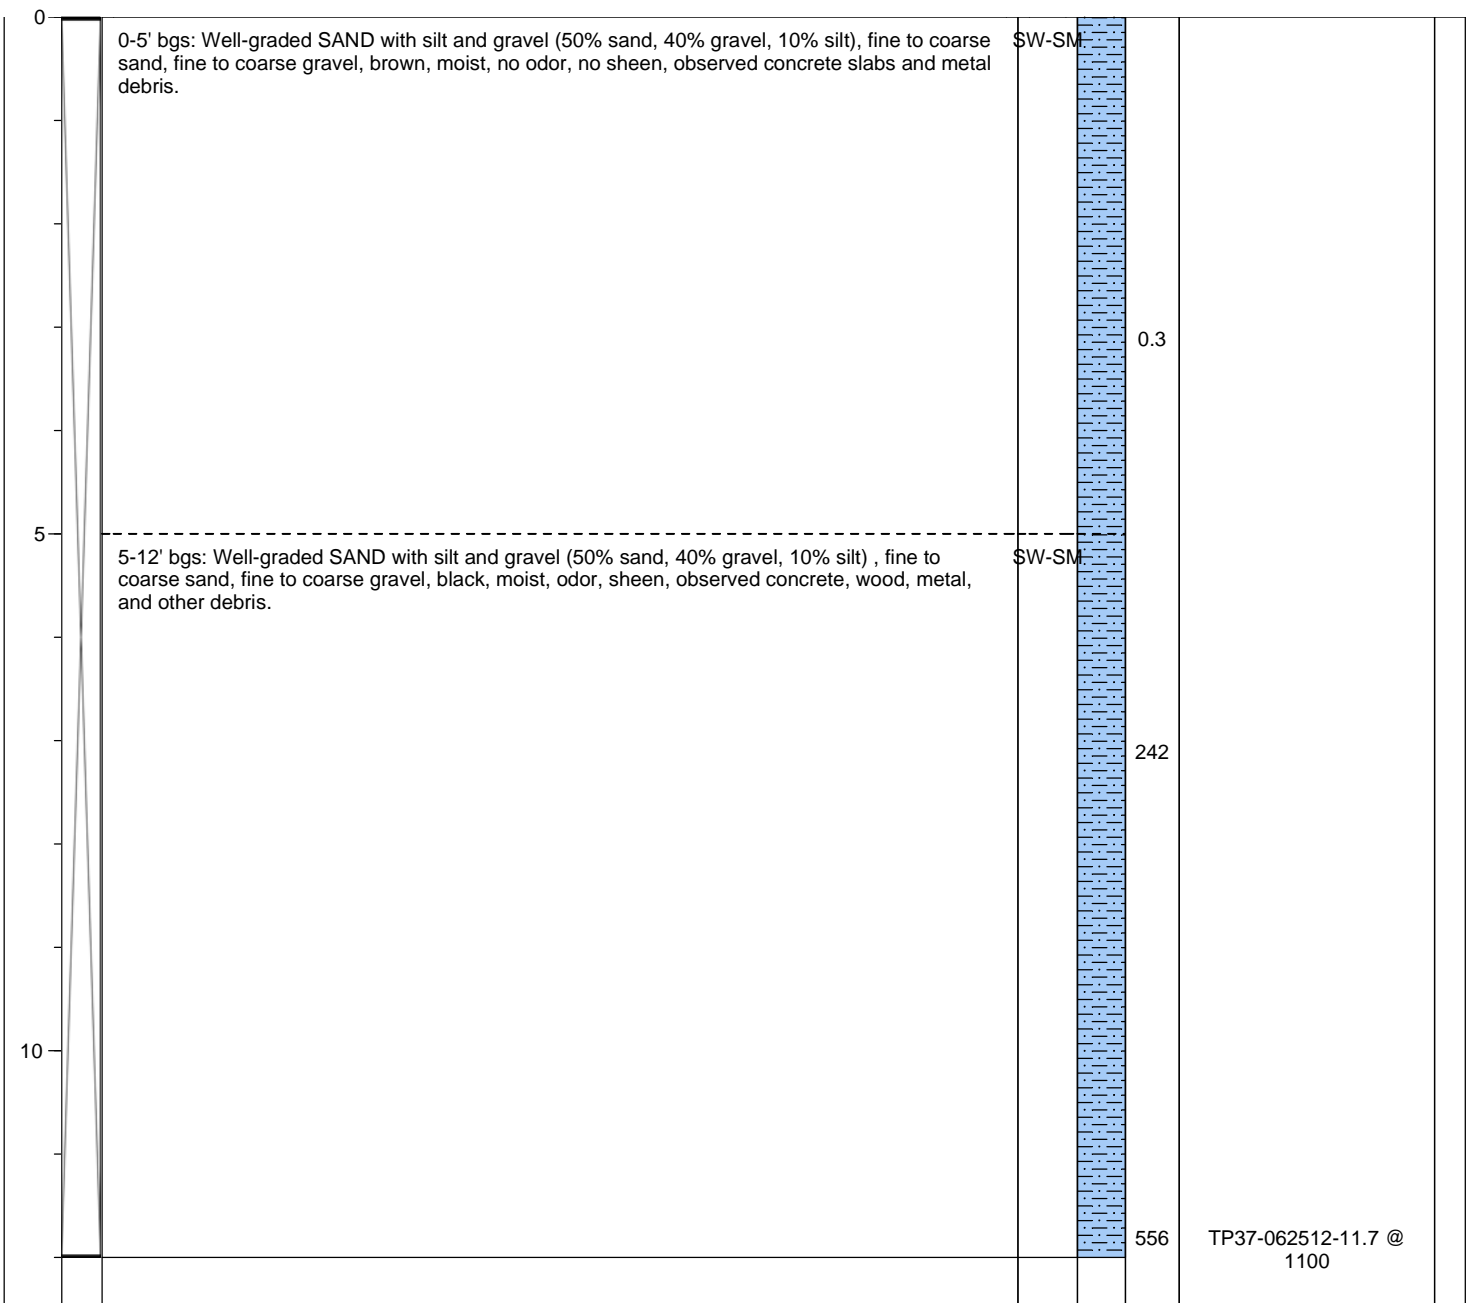 0
0-5' bgs: Well-graded SAND with silt and gravel (50% sand, 40% gravel, 10% silt), fine to coarse
sand, fine to coarse gravel, brown, moist, no odor, no sheen, observed concrete slabs and metal
debris.
SW-SM
0.3
5
5-12' bgs: Well-graded SAND with silt and gravel (50% sand, 40% gravel, 10% silt) , fine to
coarse sand, fine to coarse gravel, black, moist, odor, sheen, observed concrete, wood, metal,
and other debris.
SW-SM
242
10
556
TP37-062512-11.7 @
1100